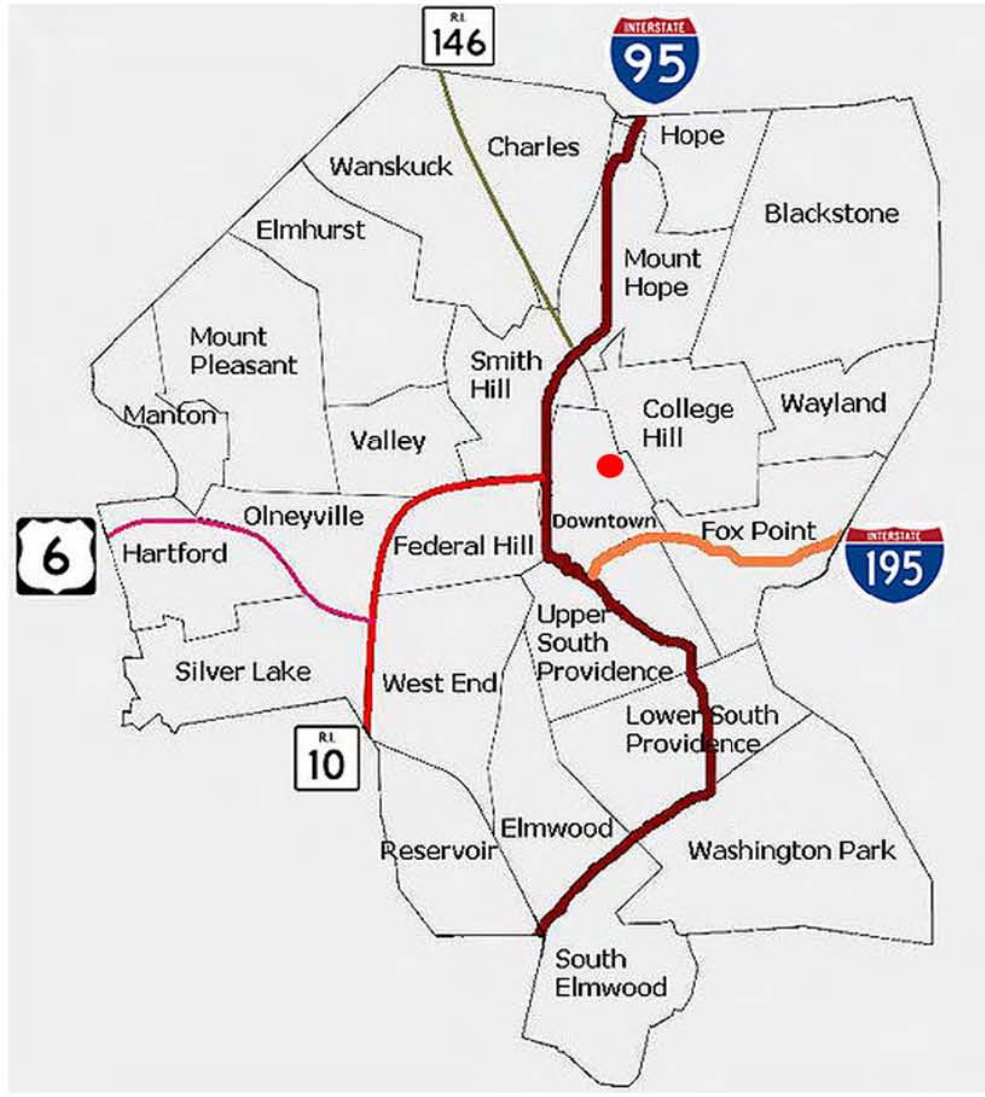 R.I.
146
INTERSTATE
95
Hope
Charles
Wanskuck
Blackstone
Elmhurst
Mount
Hope
Mount
Pleasant
Smith
Hill
Manton
Wayland
College
Hill
Valley
Olneyville
Downtown
Fox Point
INTERSTATE
195
6
Hartford
Federal Hill
Upper
South
Providence
Silver Lake
West End
Lower South
Providence
R.I.
10
Elmwood
Reservoir
Washington Park
South
Elmwood